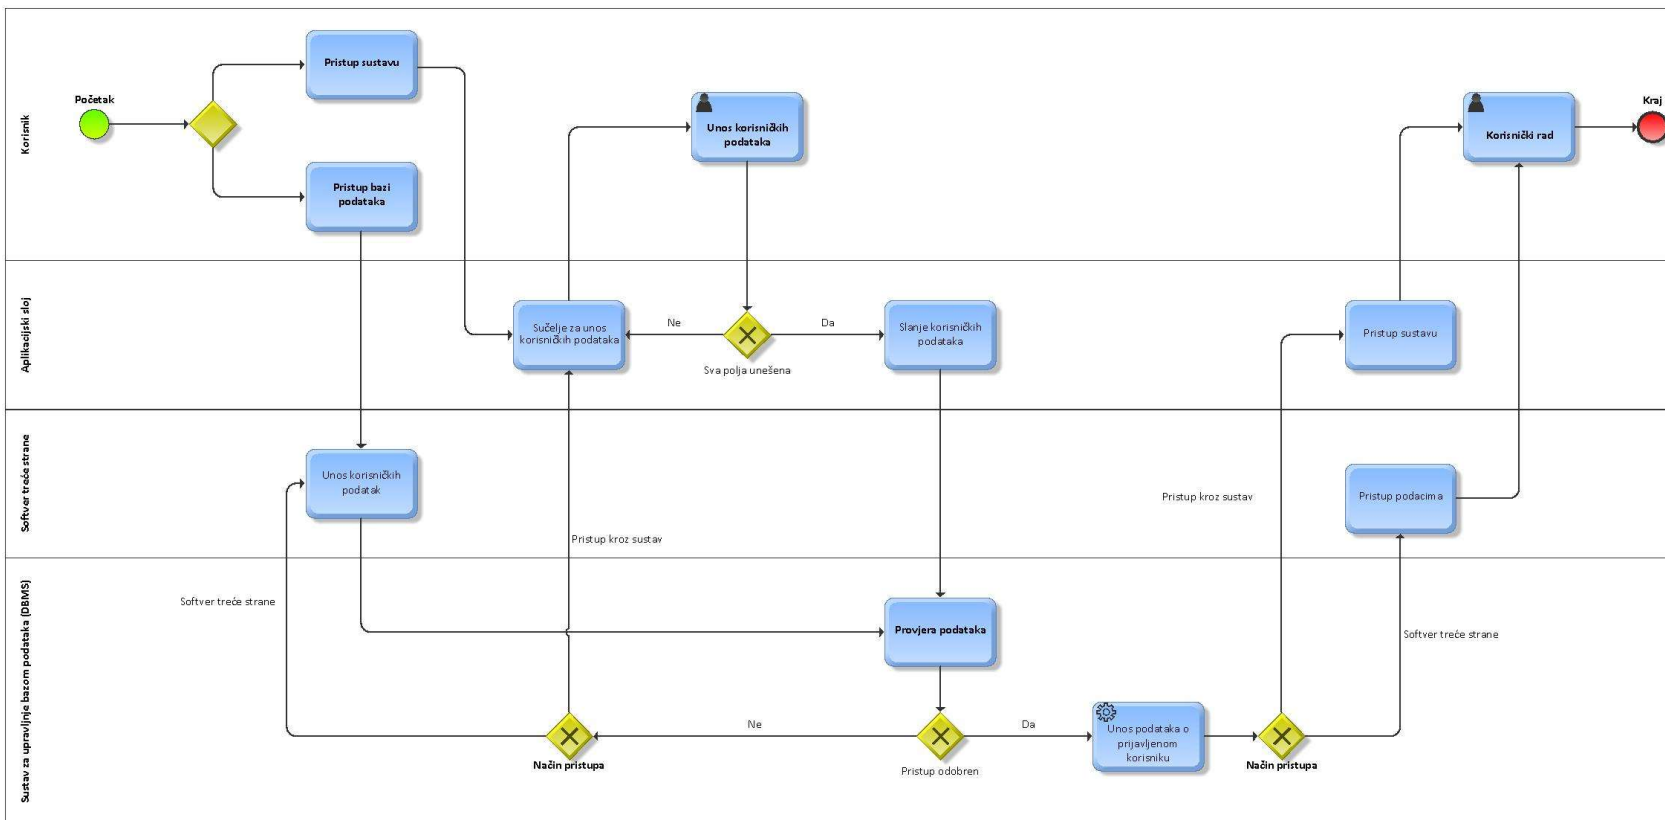 Korisnik
Početak
Pristup sustavu
Pristup bazi
podataka
Unos korisničkih
podataka
Korisnički rad
Kraj
Aplikacijski sloj
Sučelje za unos
korisničkih podataka
Ne
Da
Sva polja unešena
Slanje korisničkih
podataka
Pristup sustavu
Softver treće strane
Unos korisničkih
podatak
Pristup kroz sustav
Pristup kroz sustav
Pristup podacima
Sustav za upravljnje bazom podataka (DBMS)
Softver treće strane
Provjera podataka
Softver treće strane
Način pristupa
Ne
Da
Pristup odobren
Unos podataka o
prijavljenom
korisniku
Način pristupa